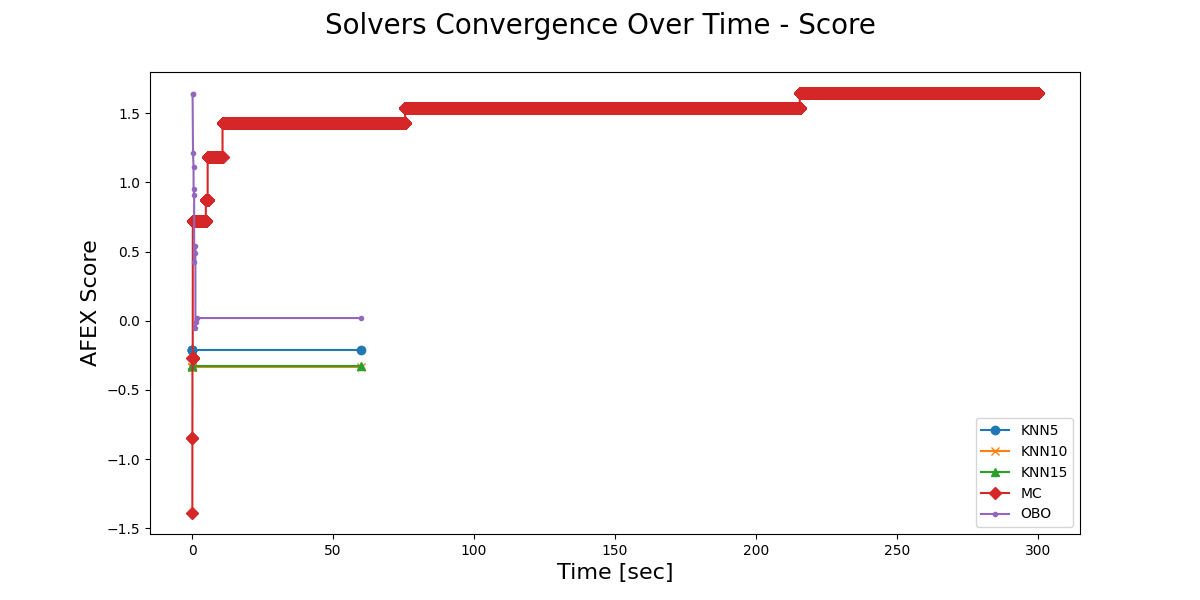 Solvers Convergence Over Time - Score
AFEX Score
1.5
1.0
0.5
0.0
−0.5
−1.0
−1.5
KNN5
KNN10
KNN15
MC
OBO
0 50 100 150 200 250 300
Time [sec]